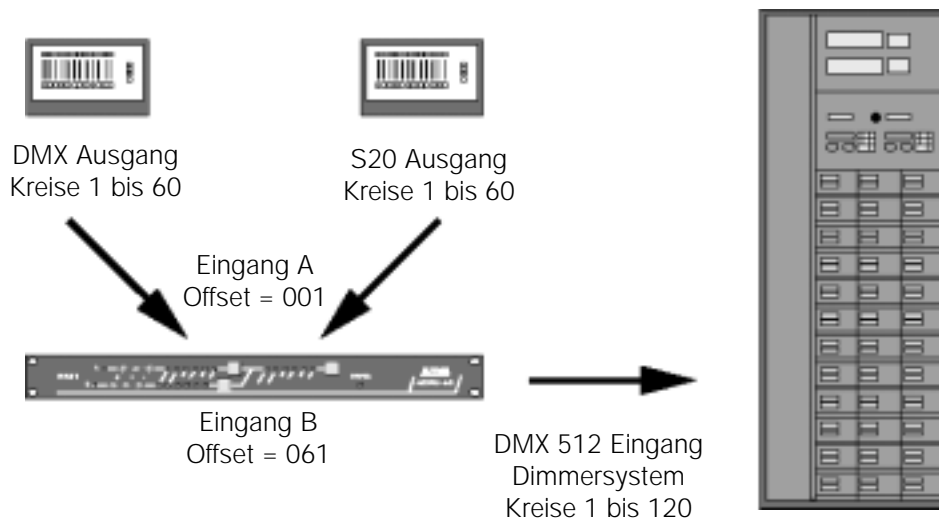 DMX Ausgang
Kreise 1 bis 60
S20 Ausgang
Kreise 1 bis 60
Eingang A
Offset = 001
Eingang B
Offset = 061
DMX 512 Eingang
Dimmersystem
Kreise 1 bis 120